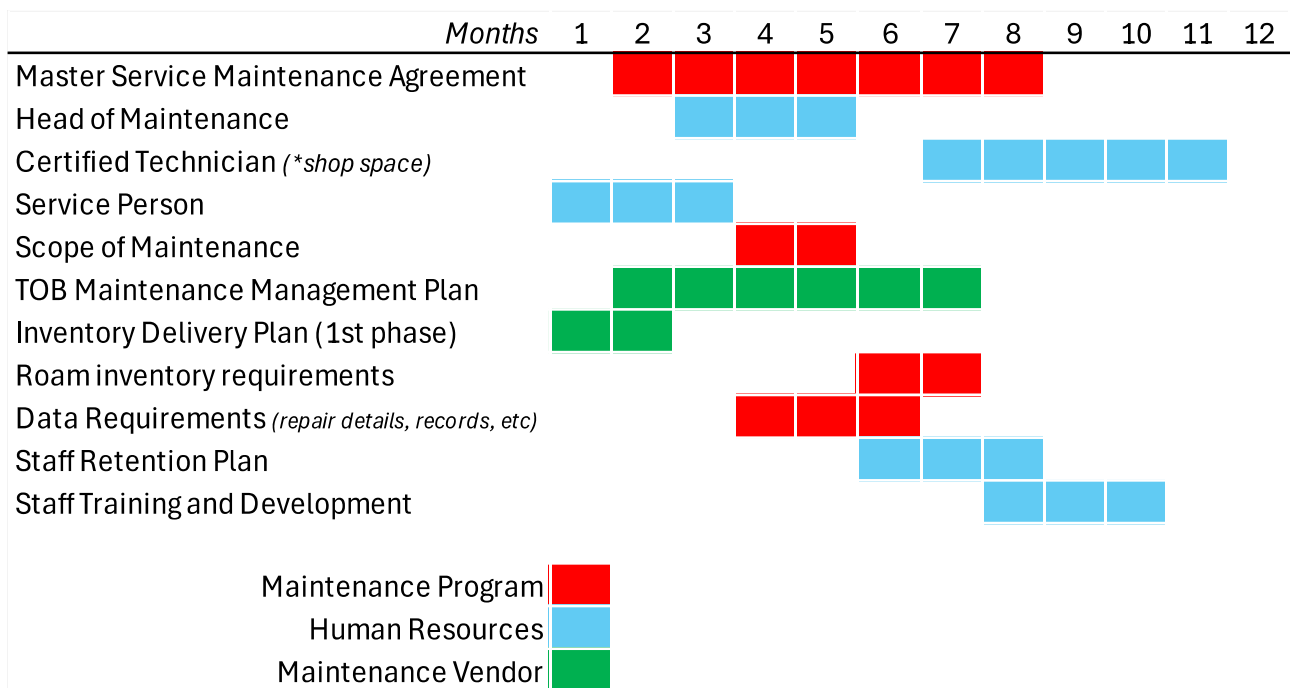 Months 1 2 3 4 5 6 7 8 9 10 11 12
Master Service Maintenance Agreement
Head of Maintenance
Certified Technician (*shop space)
Service Person
Scope of Maintenance
TOB Maintenance Management Plan
Inventory Delivery Plan (1st phase)
Roam inventory requirements
Data Requirements (repair details, records, etc)
Staff Retention Plan
Staff Training and Development
Maintenance Program
Human Resources
Maintenance Vendor